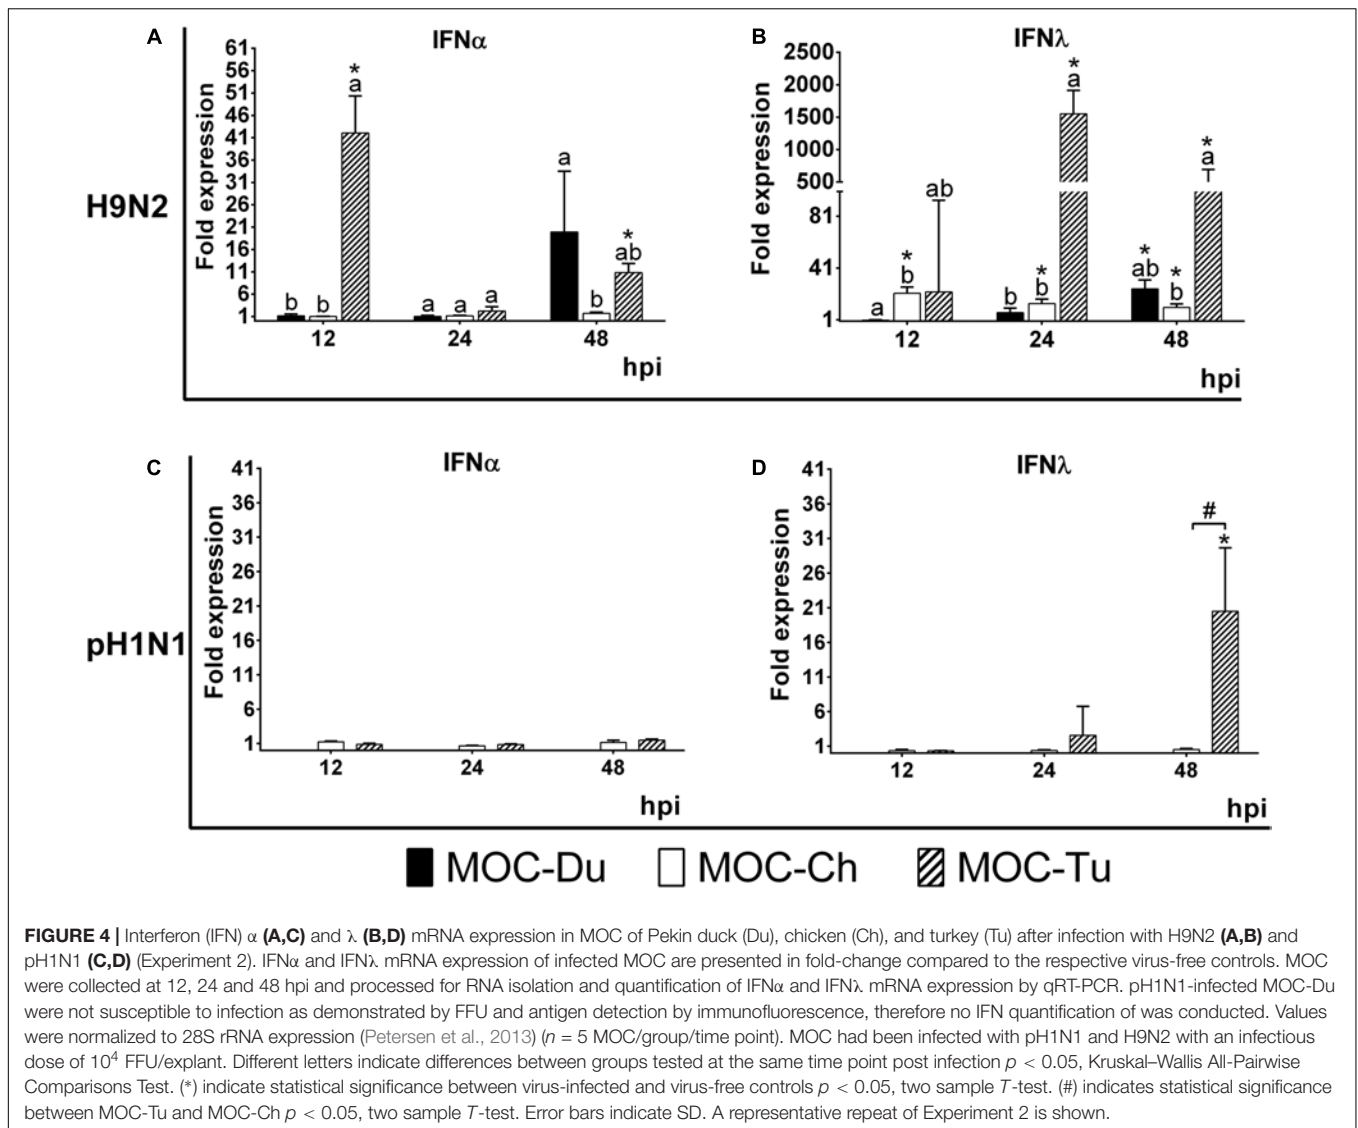 A
IFNα
61
56
51
46
41
36
31
26
21
16
11
6
1
Fold expression
b b a *
a a a
a b ab *
12 24 48
hpi
H9N2
B
IFNλ
2500
2000
1500
1000
500
81
41
1
Fold expression
a b * ab
b b * a *
ab * b * a *
12 24 48
hpi
C
IFNα
41
36
31
26
21
16
11
6
1
Fold expression
12 24 48
hpi
pH1N1
D
IFNλ
41
36
31
26
21
16
11
6
1
Fold expression
#
*
12 24 48
hpi
MOC-Du MOC-Ch MOC-Tu
FIGURE 4 | Interferon (IFN) α (A,C) and λ (B,D) mRNA expression in MOC of Pekin duck (Du), chicken (Ch), and turkey (Tu) after infection with H9N2 (A,B) and
pH1N1 (C,D) (Experiment 2). IFNα and IFNλ mRNA expression of infected MOC are presented in fold-change compared to the respective virus-free controls. MOC
were collected at 12, 24 and 48 hpi and processed for RNA isolation and quantification of IFNα and IFNλ mRNA expression by qRT-PCR. pH1N1-infected MOC-Du
were not susceptible to infection as demonstrated by FFU and antigen detection by immunofluorescence, therefore no IFN quantification of was conducted. Values
were normalized to 28S rRNA expression (Petersen et al., 2013) (n = 5 MOC/group/time point). MOC had been infected with pH1N1 and H9N2 with an infectious
dose of 10⁴ FFU/explant. Different letters indicate differences between groups tested at the same time point post infection p < 0.05, Kruskal–Wallis All-Pairwise
Comparisons Test. (*) indicate statistical significance between virus-infected and virus-free controls p < 0.05, two sample T-test. (#) indicates statistical significance
between MOC-Tu and MOC-Ch p < 0.05, two sample T-test. Error bars indicate SD. A representative repeat of Experiment 2 is shown.